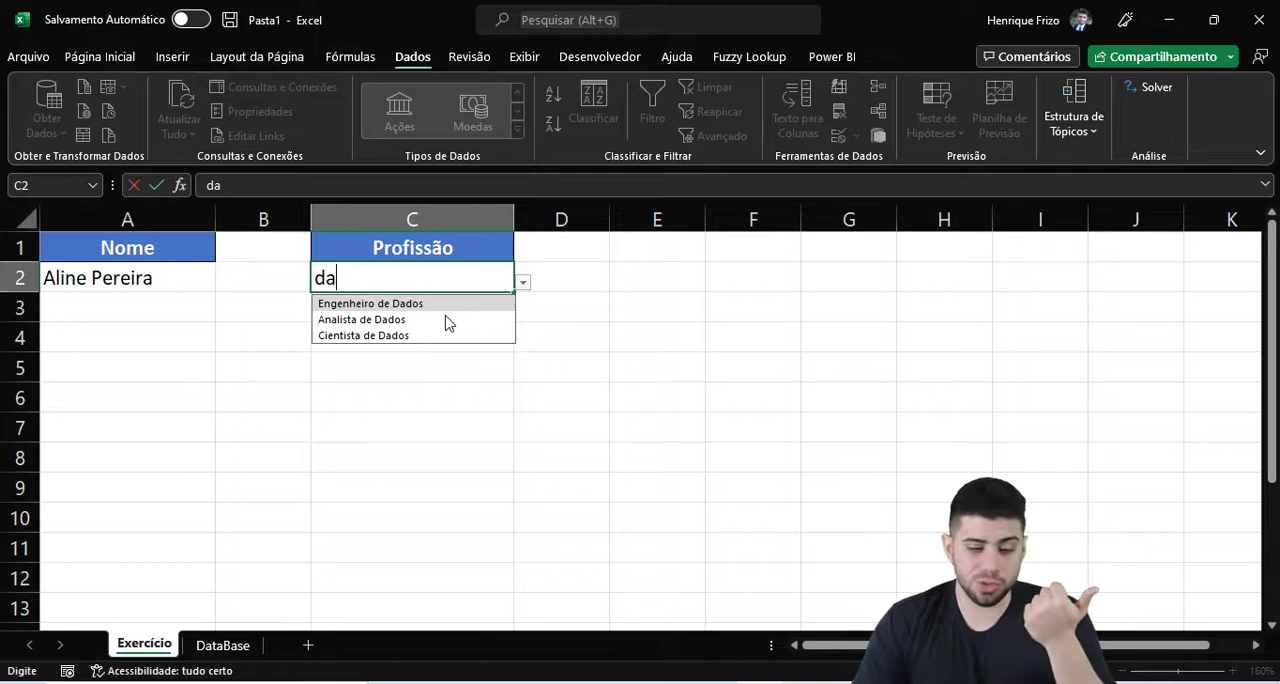 Salvamento Automático
Pasta1 - Excel
Pesquisar (Alt+G)
Henrique Frizo
Arquivo
Página Inicial
Inserir
Layout da Página
Fórmulas
Dados
Revisão
Exibir
Desenvolvedor
Ajuda
Fuzzy Lookup
Power BI
Comentários
Compartilhamento
Obter
Dados
Atualizar
Tudo
Consultas e Conexões
Propriedades
Editar Links
Ações
Moedas
Classificar
Filtro
Limpar
Reaplicar
Avançado
Texto para
Colunas
Teste de
Hipóteses
Planilha de
Previsão
Estrutura de
Tópicos
Solver
Obter e Transformar Dados
Consultas e Conexões
Tipos de Dados
Classificar e Filtrar
Ferramentas de Dados
Previsão
Análise
C2
fx
da
A B C D E F G H I J K
1 Nome Profissão
2 Aline Pereira da
Engenheiro de Dados
Analista de Dados
Cientista de Dados
3
4
5
6
7
8
9
10
11
12
13
Exercício
DataBase
Digite
Acessibilidade: tudo certo
160%